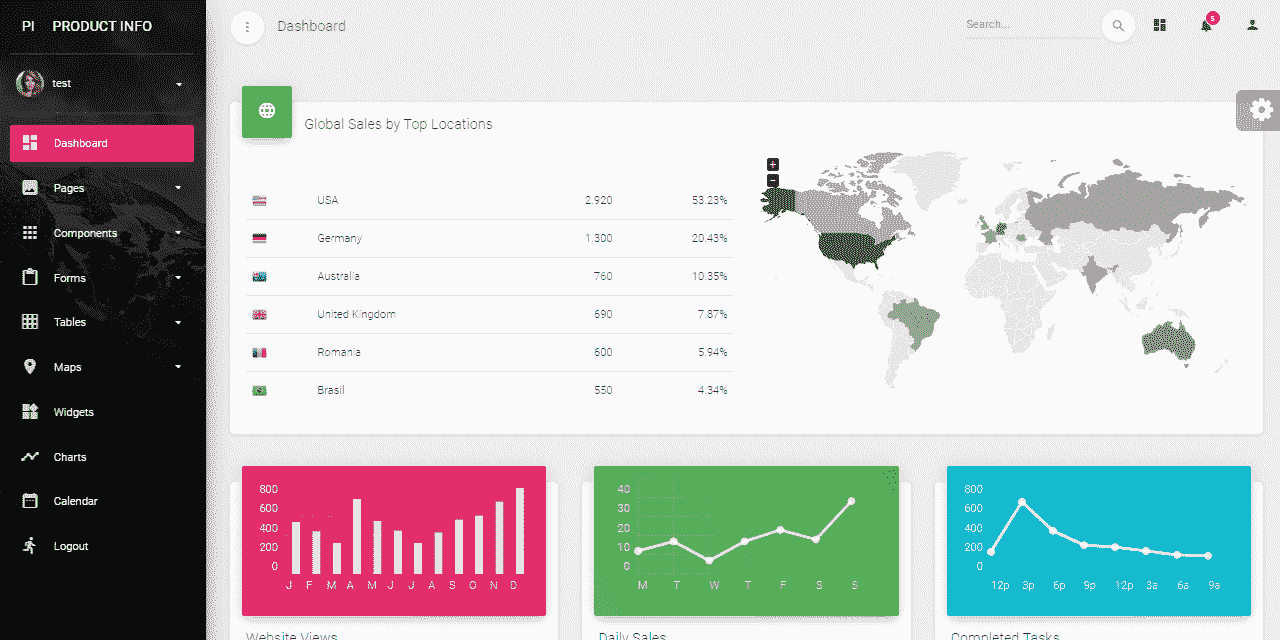 PI PRODUCT INFO
test
Dashboard
Pages
Components
Forms
Tables
Maps
Widgets
Charts
Calendar
Logout
Dashboard
Search...
5
Global Sales by Top Locations
USA 2.920 53.23%
Germany 1.300 20.43%
Australia 760 10.35%
United Kingdom 690 7.87%
Romania 600 5.94%
Brasil 550 4.34%
+
−
800
600
400
200
0
J F M A M J J A S O N D
Website Views
40
30
20
10
0
M T W T F S S
Daily Sales
800
600
400
200
0
12p 3p 6p 9p 12p 3a 6a 9a
Completed Tasks